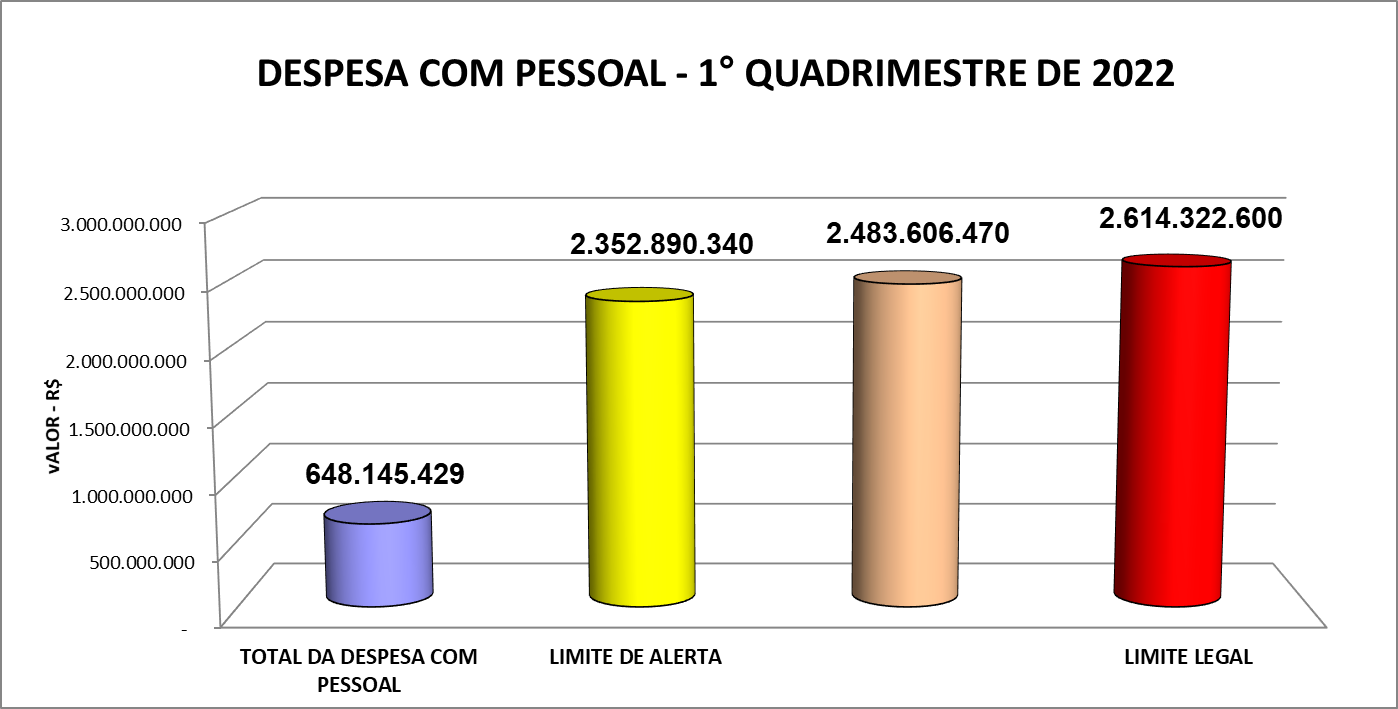 DESPESA COM PESSOAL - 1° QUADRIMESTRE DE 2022
vALOR - R$
3.000.000.000
2.500.000.000
2.000.000.000
1.500.000.000
1.000.000.000
500.000.000
-
648.145.429
2.352.890.340
2.483.606.470
2.614.322.600
TOTAL DA DESPESA COM
PESSOAL
LIMITE DE ALERTA
LIMITE LEGAL